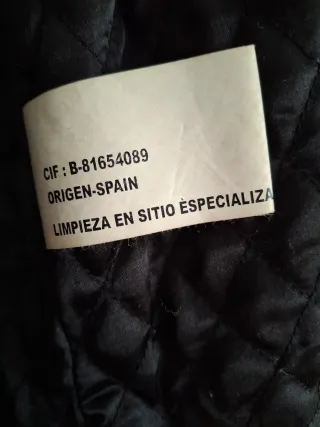 CIF : B-81654089
ORIGEN-SPAIN
LIMPIEZA EN SITIO ESPECIALIZA